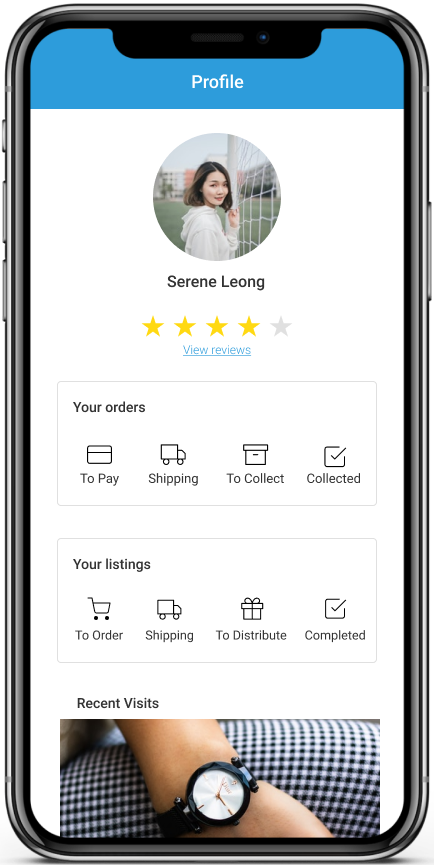 Profile
Serene Leong
View reviews
Your orders
To Pay Shipping To Collect Collected
Your listings
To Order Shipping To Distribute Completed
Recent Visits